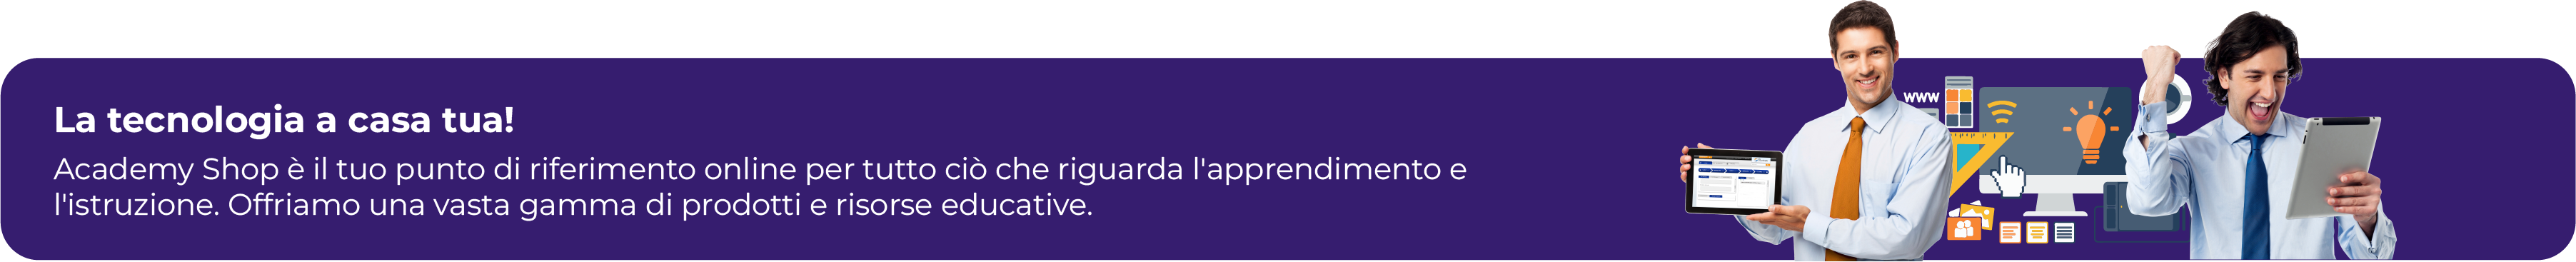 La tecnologia a casa tua!
Academy Shop è il tuo punto di riferimento online per tutto ciò che riguarda l'apprendimento e
l'istruzione. Offriamo una vasta gamma di prodotti e risorse educative.
www